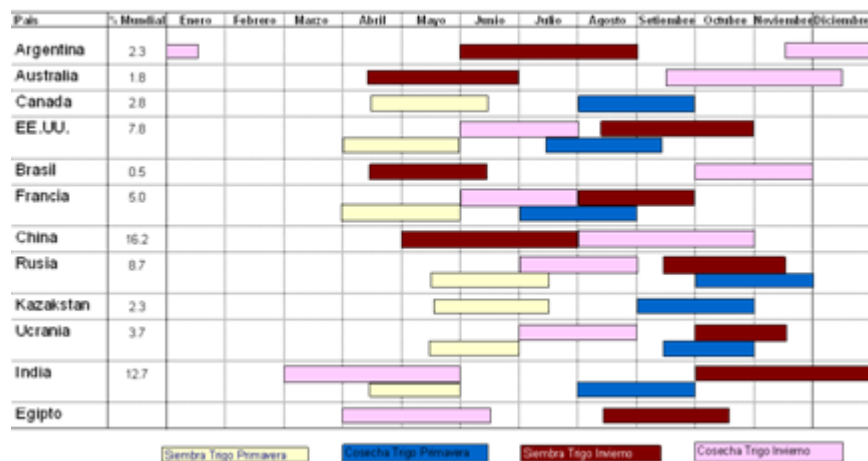 País % Mundial Enero Febrero Marzo Abril Mayo Junio Julio Agosto Setiembre Octubre Noviembre Diciembre
Argentina 2.3
Australia 1.8
Canada 2.8
EE.UU. 7.8
Brasil 0.5
Francia 5.0
China 16.2
Rusia 8.7
Kazakstan 2.3
Ucrania 3.7
India 12.7
Egipto
Siembra Trigo Primavera Cosecha Trigo Primavera Siembra Trigo Invierno Cosecha Trigo Invierno